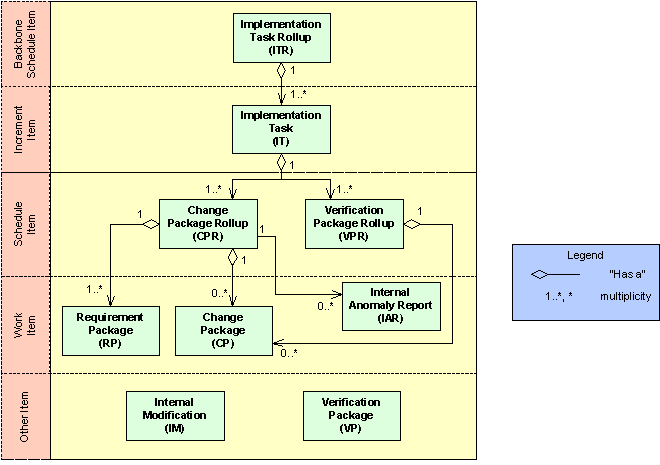 Backbone
Schedule Item
Implementation
Task Rollup
(ITR)
1
1..*
Increment
Item
Implementation
Task
(IT)
1
1..*
1..*
Schedule
Item
Change
Package Rollup
(CPR)
Verification
Package Rollup
(VPR)
1
1
1
1
Legend
"Has a"
1..*, *
multiplicity
Work
Item
1..*
0..*
0..*
Requirement
Package
(RP)
Change
Package
(CP)
Internal
Anomaly Report
(IAR)
0..*
Other Item
Internal
Modification
(IM)
Verification
Package
(VP)